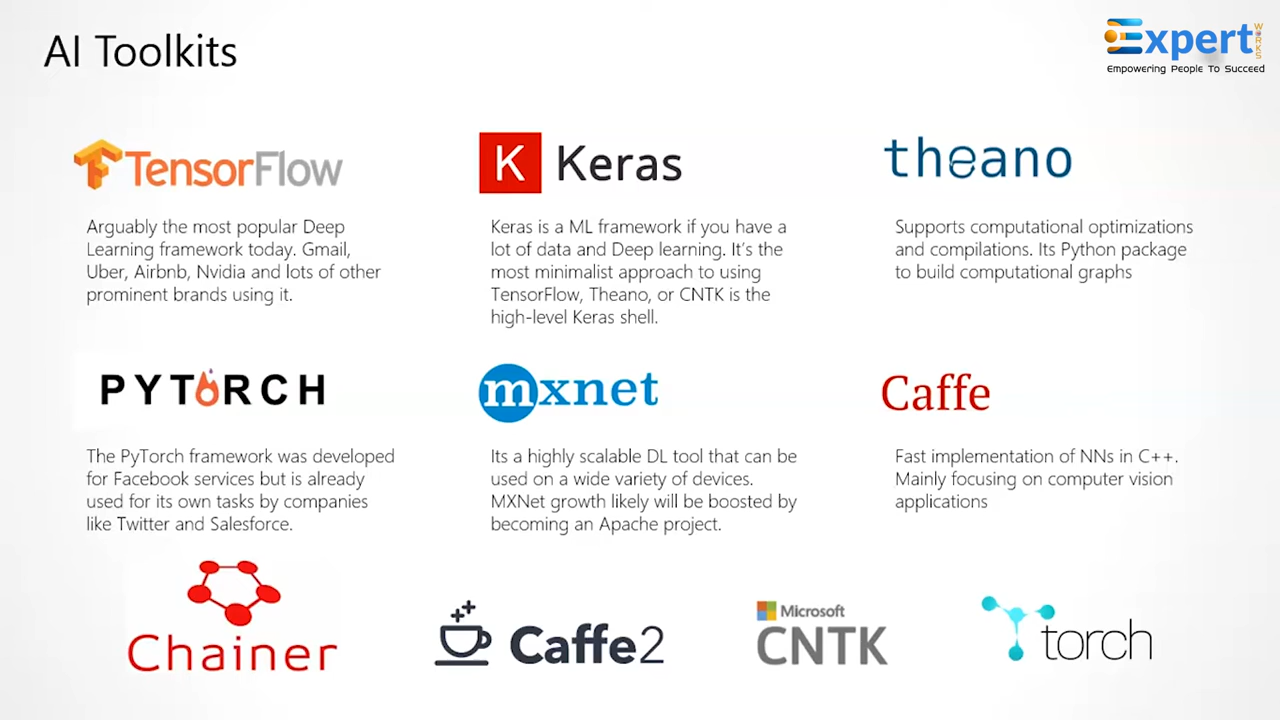 AI Toolkits
Expert
WORKS
Empowering People To Succeed
TensorFlow
Arguably the most popular Deep
Learning framework today. Gmail,
Uber, Airbnb, Nvidia and lots of other
prominent brands using it.
K Keras
Keras is a ML framework if you have a
lot of data and Deep learning. It’s the
most minimalist approach to using
TensorFlow, Theano, or CNTK is the
high-level Keras shell.
theano
Supports computational optimizations
and compilations. Its Python package
to build computational graphs
PYTORCH
The PyTorch framework was developed
for Facebook services but is already
used for its own tasks by companies
like Twitter and Salesforce.
mxnet
Its a highly scalable DL tool that can be
used on a wide variety of devices.
MXNet growth likely will be boosted by
becoming an Apache project.
Caffe
Fast implementation of NNs in C++.
Mainly focusing on computer vision
applications
Chainer
Caffe2
Microsoft
CNTK
torch